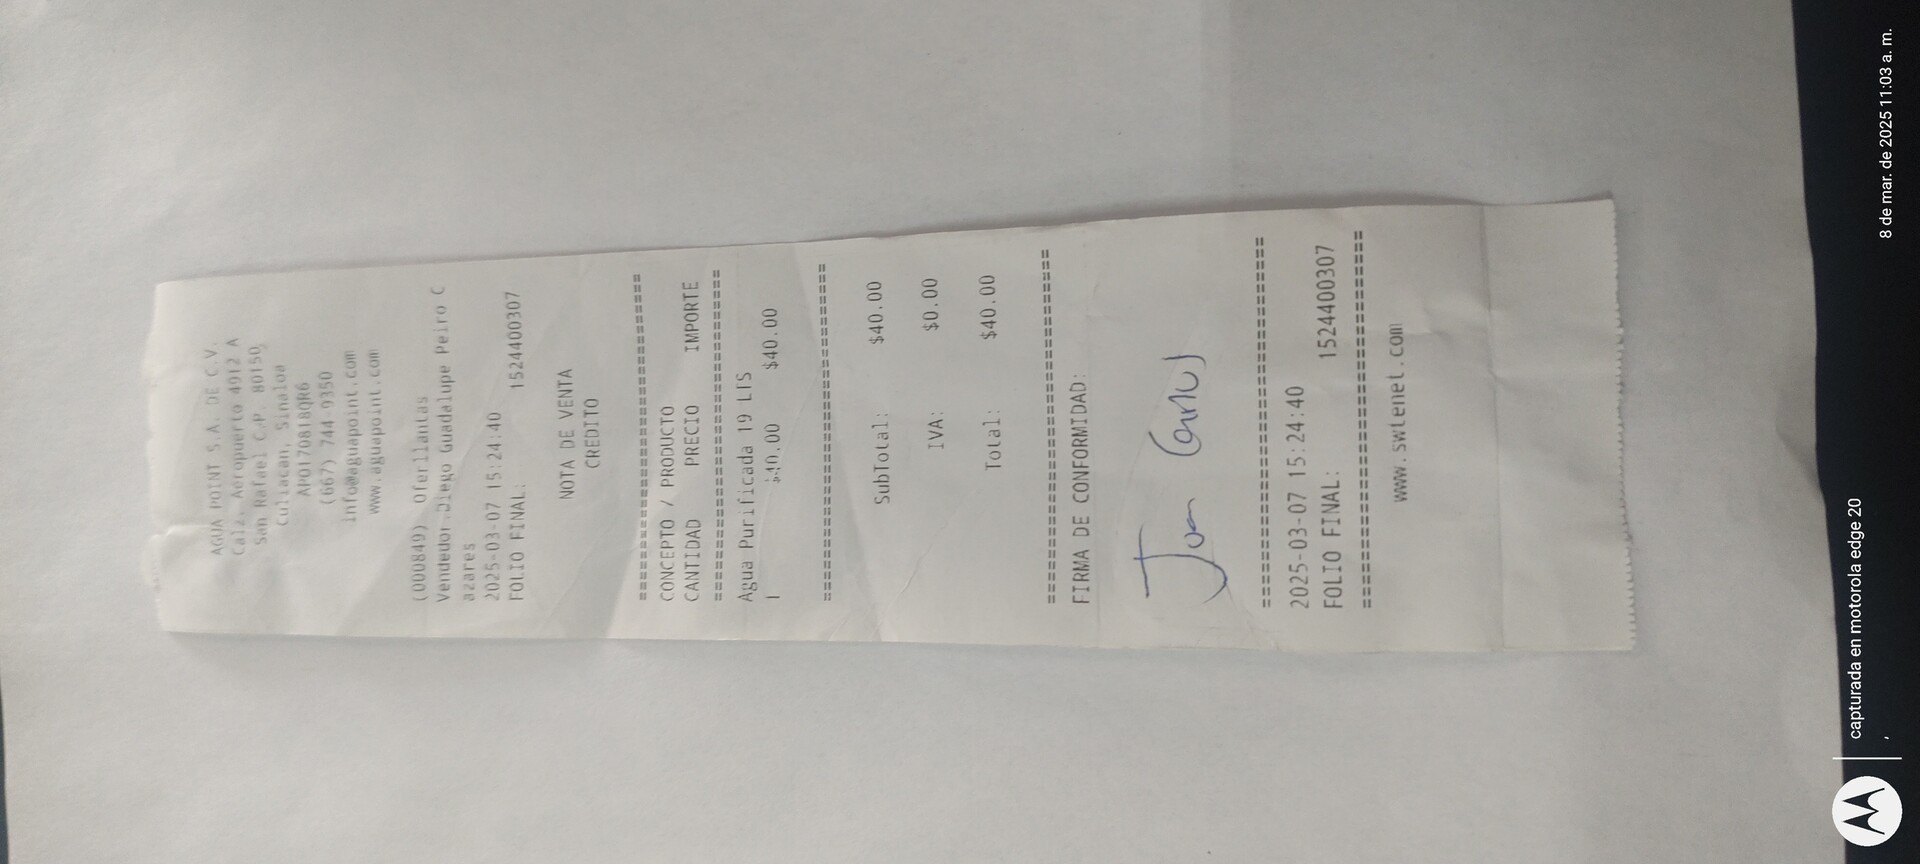 AGUA POINT S.A. DE C.V.
Calz. Aeropuerto 4912 A
San Rafael C.P. 80150,
Culiacan, Sinaloa
APO170818QR6
(667) 744 9350
Info@aguapoint.com
www.aguapoint.com
(000849) Oferllantas
Vendedor:Diego Guadalupe Peiro C
azares
2025-03-07 15:24:40
FOLIO FINAL: 1524400307
NOTA DE VENTA
CREDITO
================================
CONCEPTO / PRODUCTO
CANTIDAD PRECIO IMPORTE
================================
Agua Purificada 19 LTS
1 $40.00 $40.00
================================
SubTotal: $40.00
IVA: $0.00
Total: $40.00
================================
FIRMA DE CONFORMIDAD:
Juan Carlos
================================
2025-03-07 15:24:40
FOLIO FINAL: 1524400307
================================
www.swtenet.com
capturada en motorola edge 20
8 de mar. de 2025 11:03 a. m.